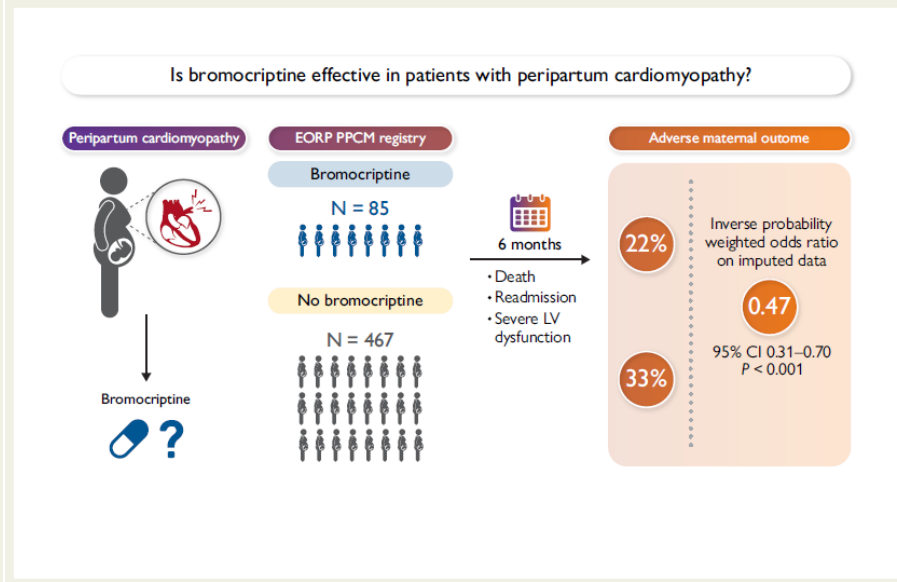 Is bromocriptine effective in patients with peripartum cardiomyopathy?
Peripartum cardiomyopathy
Bromocriptine
?
EORP PPCM registry
Bromocriptine
N = 85
No bromocriptine
N = 467
6 months
• Death
• Readmission
• Severe LV
dysfunction
Adverse maternal outcome
22%
33%
Inverse probability
weighted odds ratio
on imputed data
0.47
95% CI 0.31–0.70
P < 0.001